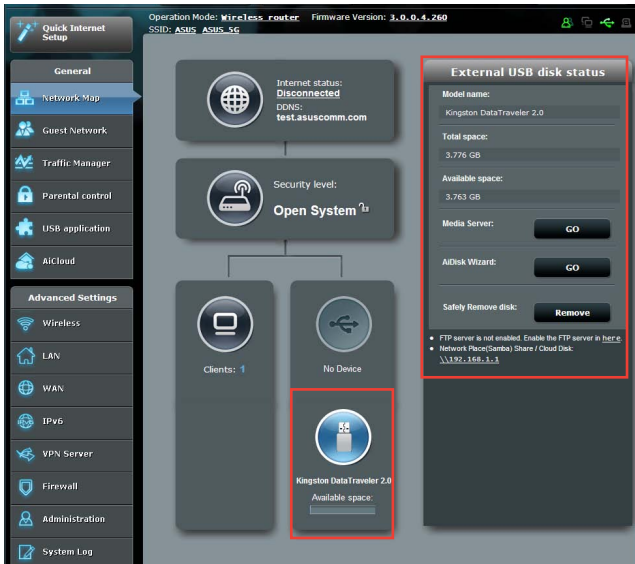 Operation Mode: Wireless router Firmware Version: 3.0.0.4.260
SSID: ASUS ASUS_5G
Quick Internet
Setup
General
Network Map
Guest Network
Traffic Manager
Parental control
USB application
AiCloud
Advanced Settings
Wireless
LAN
WAN
IPv6
VPN Server
Firewall
Administration
System Log
Internet status:
Disconnected
DDNS:
test.asuscomm.com
Security level:
Open System
Clients: 1
No Device
Kingston DataTraveler 2.0
Available space:
External USB disk status
Model name:
Kingston DataTraveler 2.0
Total space:
3.776 GB
Available space:
3.763 GB
Media Server: GO
AiDisk Wizard: GO
Safely Remove disk: Remove
FTP server is not enabled. Enable the FTP server in here.
Network Place(Samba) Share / Cloud Disk:
\\192.168.1.1